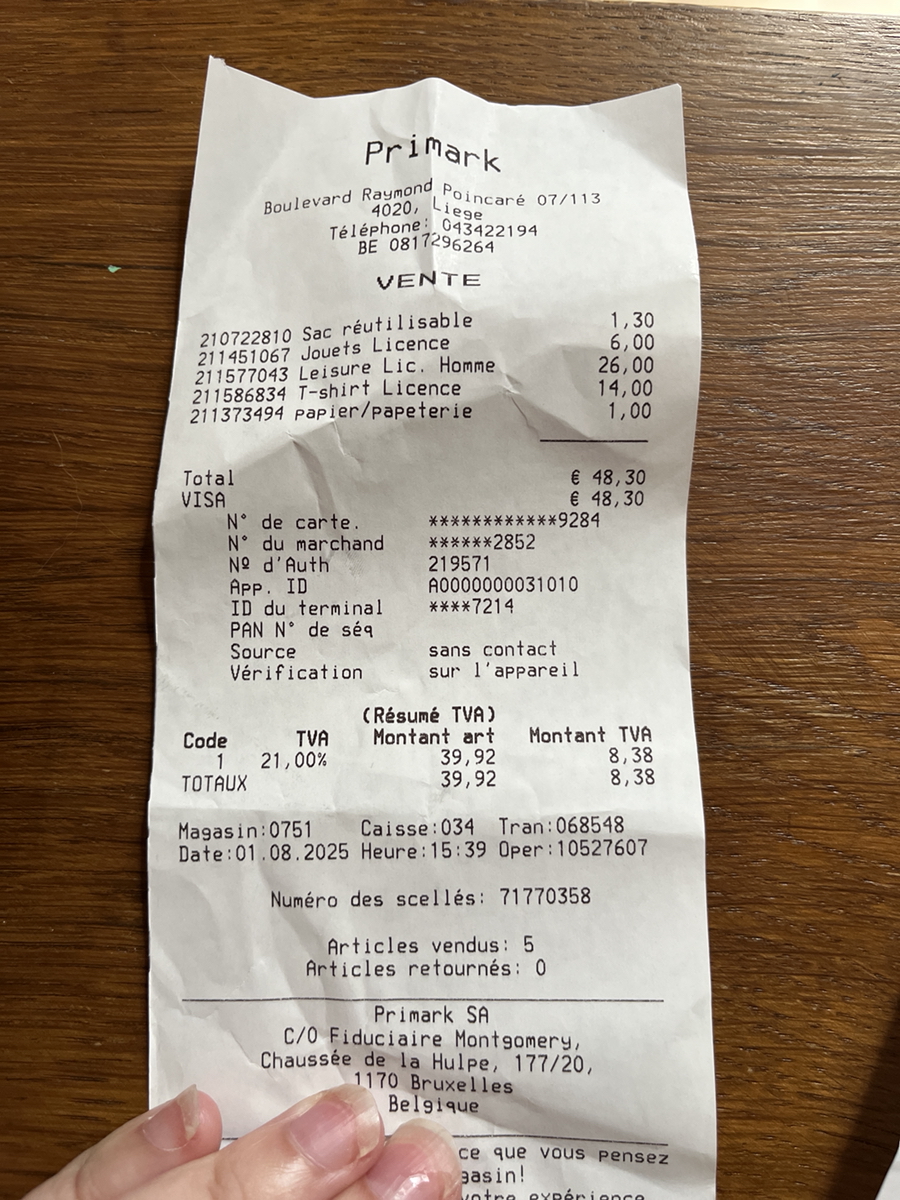 Primark
Boulevard Raymond Poincaré 07/113
4020, Liege
Téléphone: 043422194
BE 0817296264
VENTE
210722810 Sac réutilisable 1,30
211451067 Jouets Licence 6,00
211577043 Leisure Lic. Homme 26,00
211586834 T-shirt Licence 14,00
211373494 papier/papeterie 1,00
Total € 48,30
VISA € 48,30
N° de carte. ************9284
N° du marchand ******2852
Nº d'Auth 219571
App. ID A0000000031010
ID du terminal ****7214
PAN N° de séq
Source sans contact
Vérification sur l'appareil
(Résumé TVA)
Code TVA Montant art Montant TVA
1 21,00% 39,92 8,38
TOTAUX 39,92 8,38
Magasin:0751 Caisse:034 Tran:068548
Date:01.08.2025 Heure:15:39 Oper:10527607
Numéro des scellés: 71770358
Articles vendus: 5
Articles retournés: 0
Primark SA
C/O Fiduciaire Montgomery,
Chaussée de la Hulpe, 177/20,
1170 Bruxelles
Belgique
ce que vous pensez
votre expérience